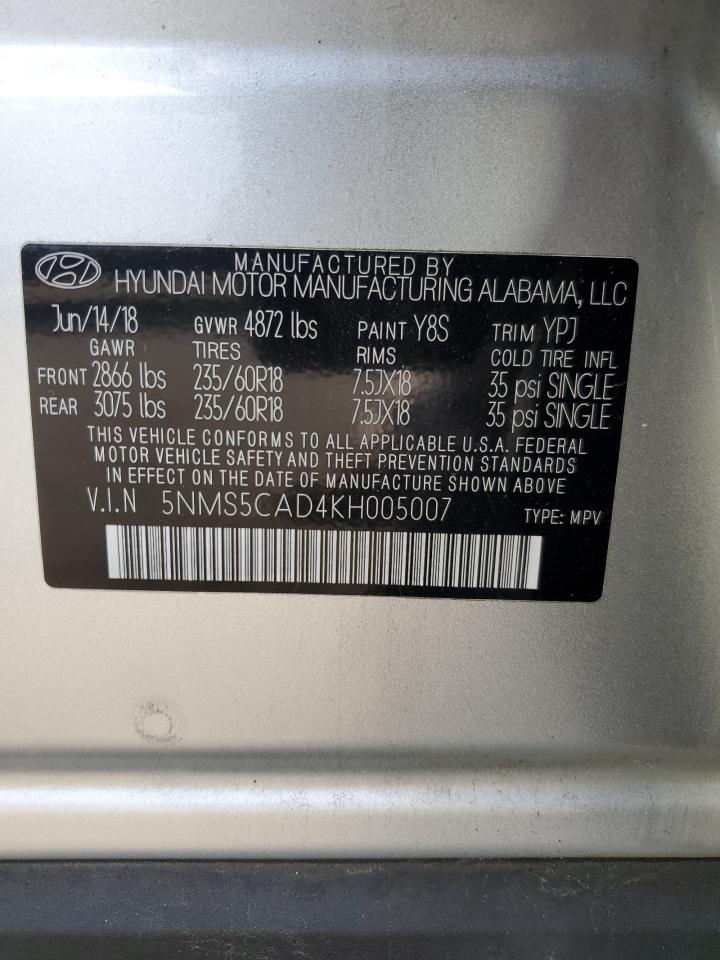 MANUFACTURED BY
HYUNDAI MOTOR MANUFACTURING ALABAMA, LLC
Jun/14/18 GVWR 4872 lbs PAINT Y8S TRIM YPJ
GAWR TIRES RIMS COLD TIRE INFL
FRONT 2866 lbs 235/60R18 7.5JX18 35 psi SINGLE
REAR 3075 lbs 235/60R18 7.5JX18 35 psi SINGLE
THIS VEHICLE CONFORMS TO ALL APPLICABLE U.S.A. FEDERAL
MOTOR VEHICLE SAFETY AND THEFT PREVENTION STANDARDS
IN EFFECT ON THE DATE OF MANUFACTURE SHOWN ABOVE.
V.I.N 5NMS5CAD4KH005007 TYPE: MPV